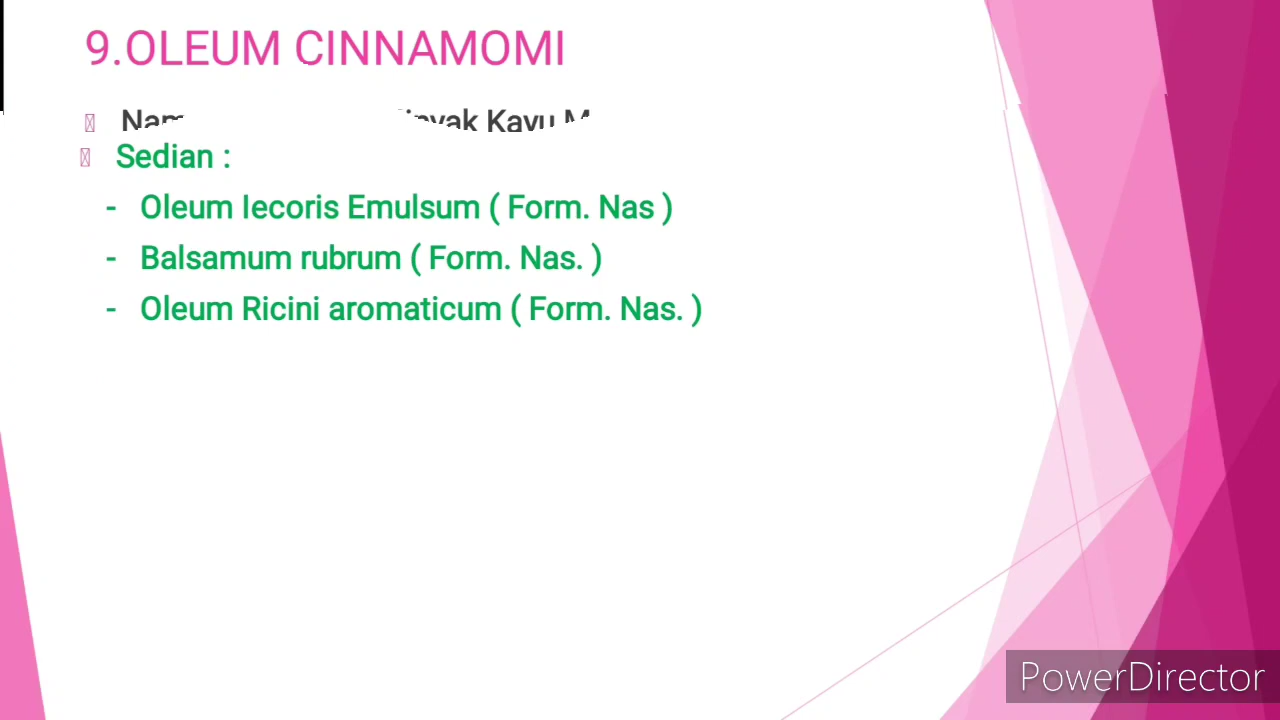 9.OLEUM CINNAMOMI
Kayu
Sedian :
- Oleum Iecoris Emulsum ( Form. Nas )
- Balsamum rubrum ( Form. Nas. )
- Oleum Ricini aromaticum ( Form. Nas. )
PowerDirector